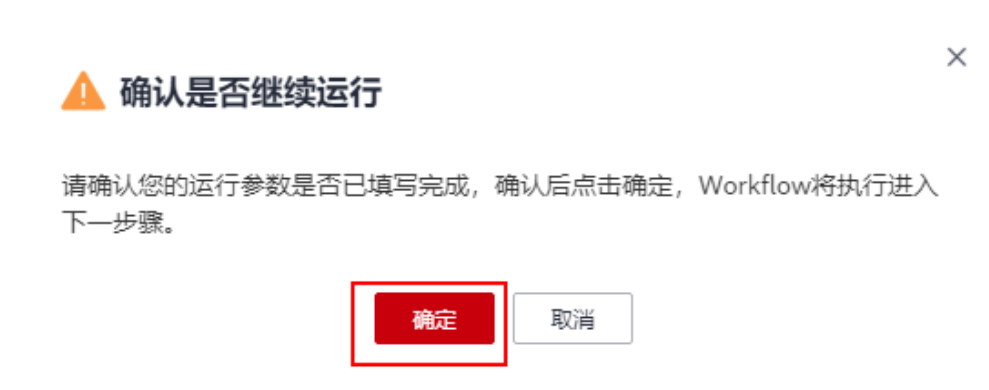 确认是否继续运行
请确认您的运行参数是否已填写完成，确认后点击确定，Workflow将执行进入
下一步骤。
确定
取消